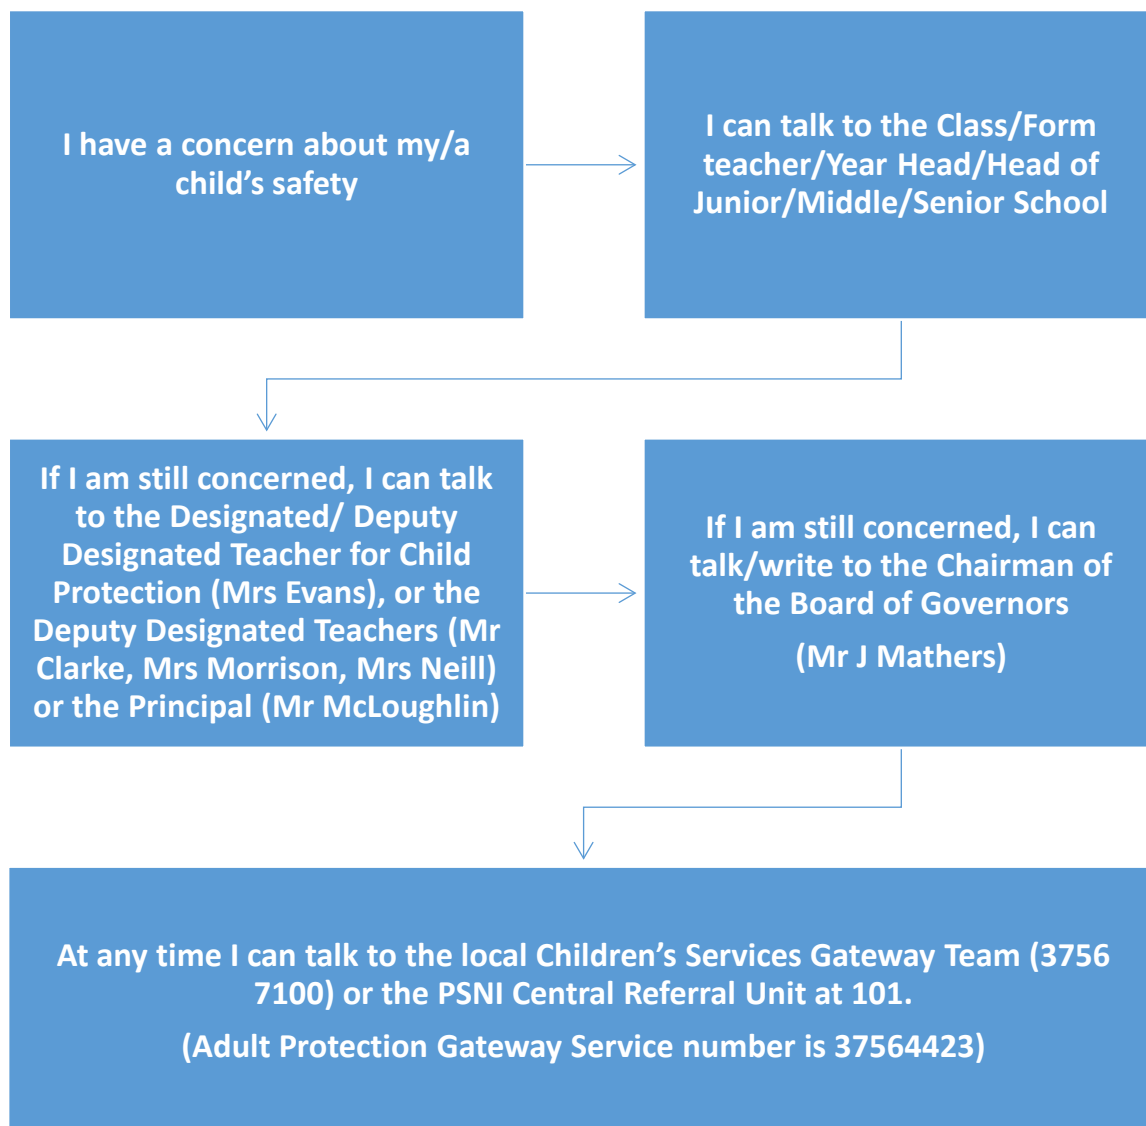 I have a concern about my/a
child’s safety
I can talk to the Class/Form
teacher/Year Head/Head of
Junior/Middle/Senior School
If I am still concerned, I can talk
to the Designated/ Deputy
Designated Teacher for Child
Protection (Mrs Evans), or the
Deputy Designated Teachers (Mr
Clarke, Mrs Morrison, Mrs Neill)
or the Principal (Mr McLoughlin)
If I am still concerned, I can
talk/write to the Chairman of
the Board of Governors
(Mr J Mathers)
At any time I can talk to the local Children’s Services Gateway Team (3756
7100) or the PSNI Central Referral Unit at 101.
(Adult Protection Gateway Service number is 37564423)